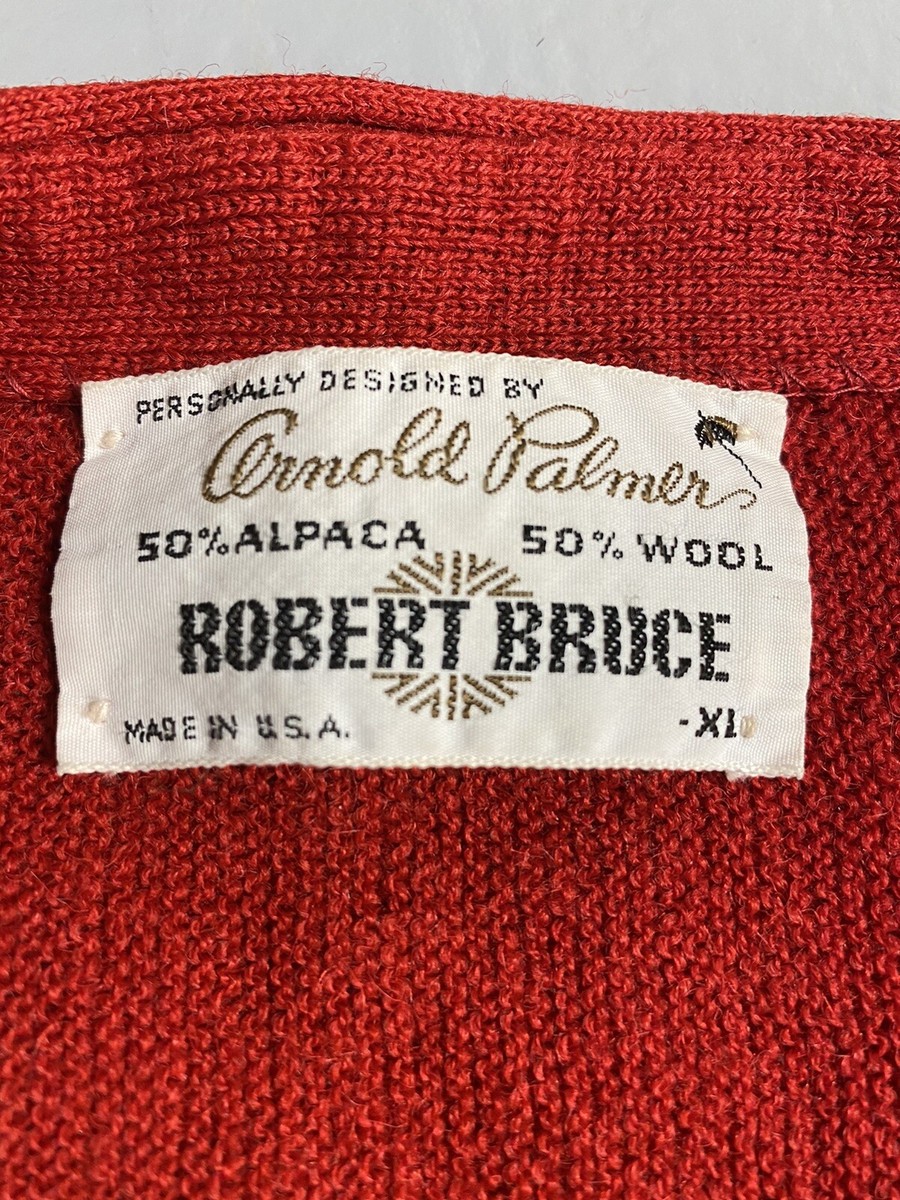 PERSONALLY DESIGNED BY
Arnold Palmer
50% ALPACA 50% WOOL
ROBERT BRUCE
MADE IN U.S.A. -XL